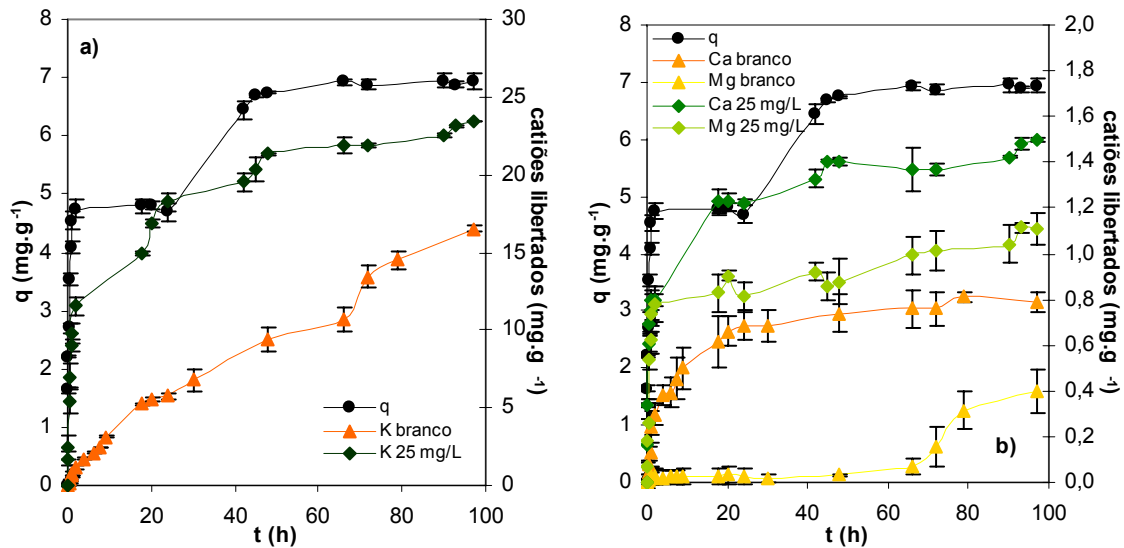 a)
q (mg.g-1)
8
7
6
5
4
3
2
1
0
30
25
20
15
10
5
0
catiões libertados (mg.g-1)
0 20 40 60 80 100
t (h)
q
K branco
K 25 mg/L
b)
q (mg.g-1)
8
7
6
5
4
3
2
1
0
2,0
1,8
1,6
1,4
1,2
1,0
0,8
0,6
0,4
0,2
0,0
catiões libertados (mg.g-1)
0 20 40 60 80 100
t (h)
q
Ca branco
Mg branco
Ca 25 mg/L
Mg 25 mg/L